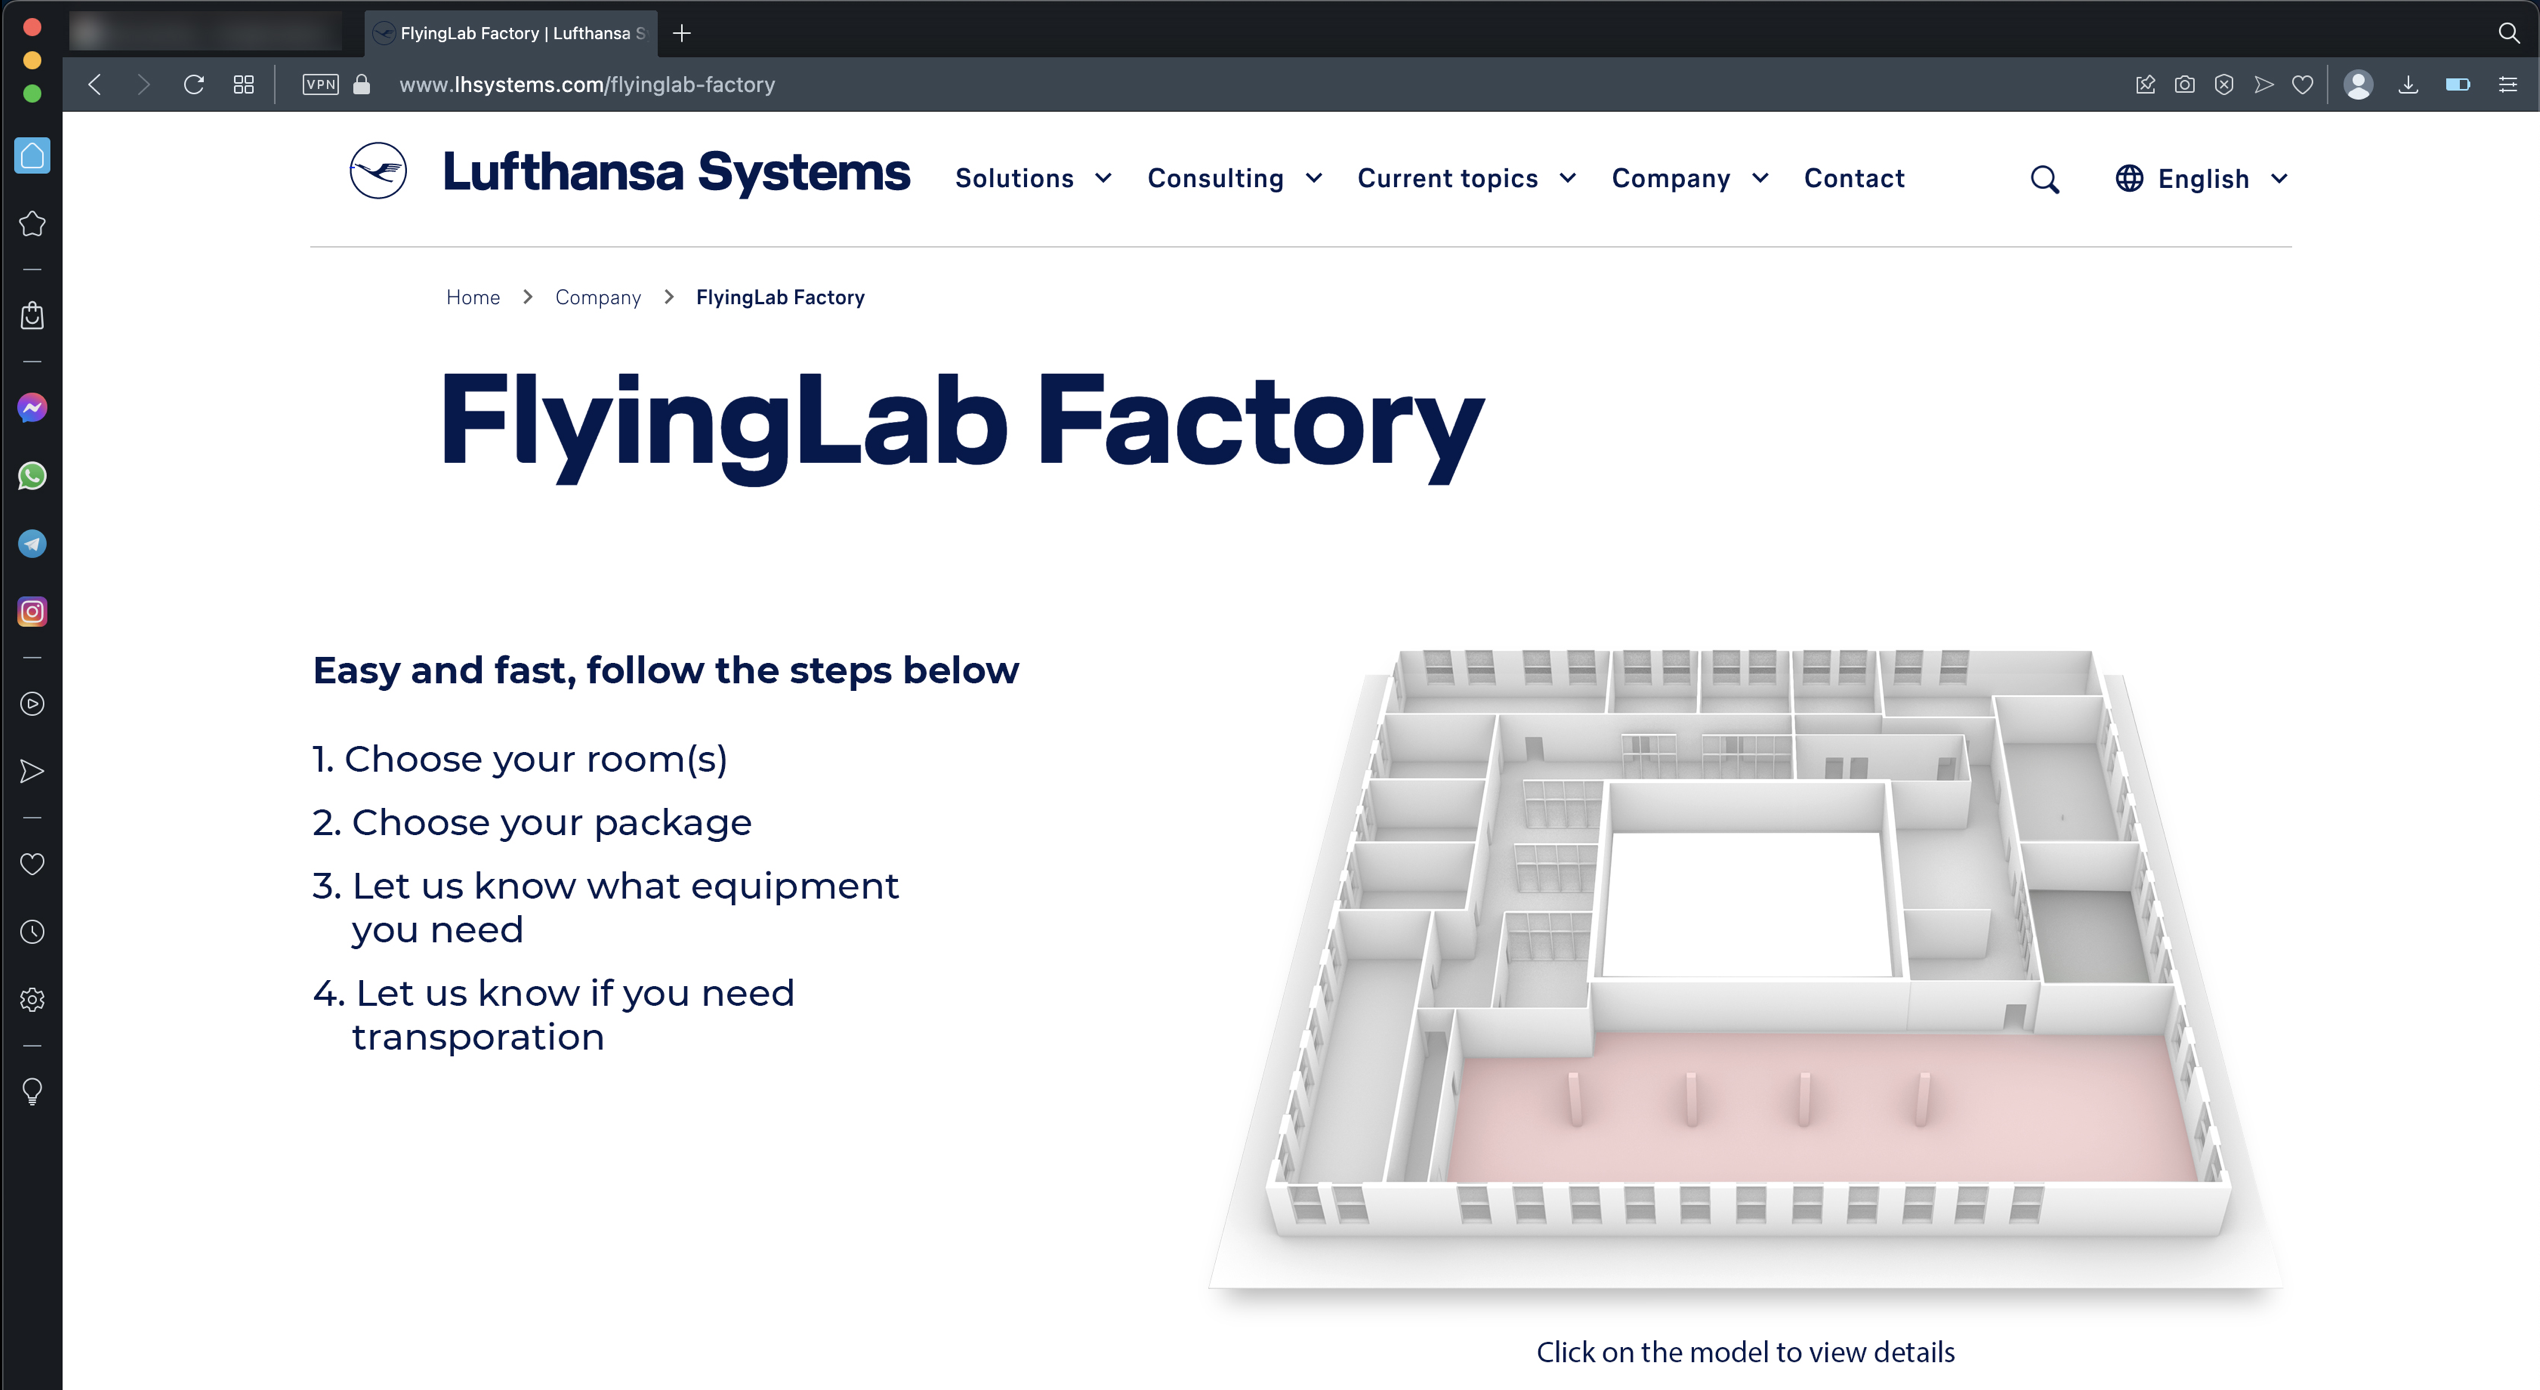 FlyingLab Factory | Lufthansa S
VPN
www.lhsystems.com/flyinglab-factory
Lufthansa Systems
Solutions
Consulting
Current topics
Company
Contact
English
Home
Company
FlyingLab Factory
FlyingLab Factory
Easy and fast, follow the steps below
1. Choose your room(s)
2. Choose your package
3. Let us know what equipment
you need
4. Let us know if you need
transporation
Click on the model to view details